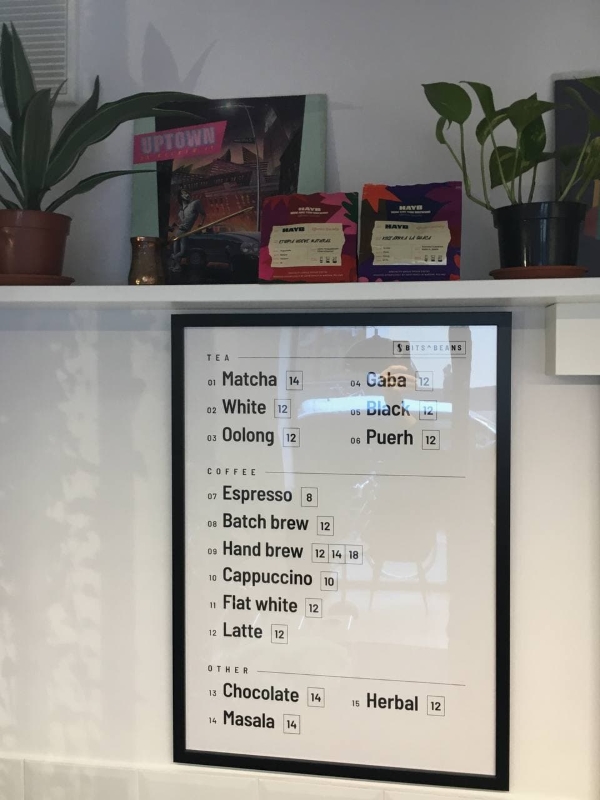 UPTOWN
HAYB
HAYB
HAYB
HAYB
BITS^BEANS
TEA
01 Matcha 14
02 White 12
03 Oolong 12
04 Gaba 12
05 Black 12
06 Puerh 12
COFFEE
07 Espresso 8
08 Batch brew 12
09 Hand brew 12 14 18
10 Cappuccino 10
11 Flat white 12
12 Latte 12
OTHER
13 Chocolate 14
14 Masala 14
15 Herbal 12